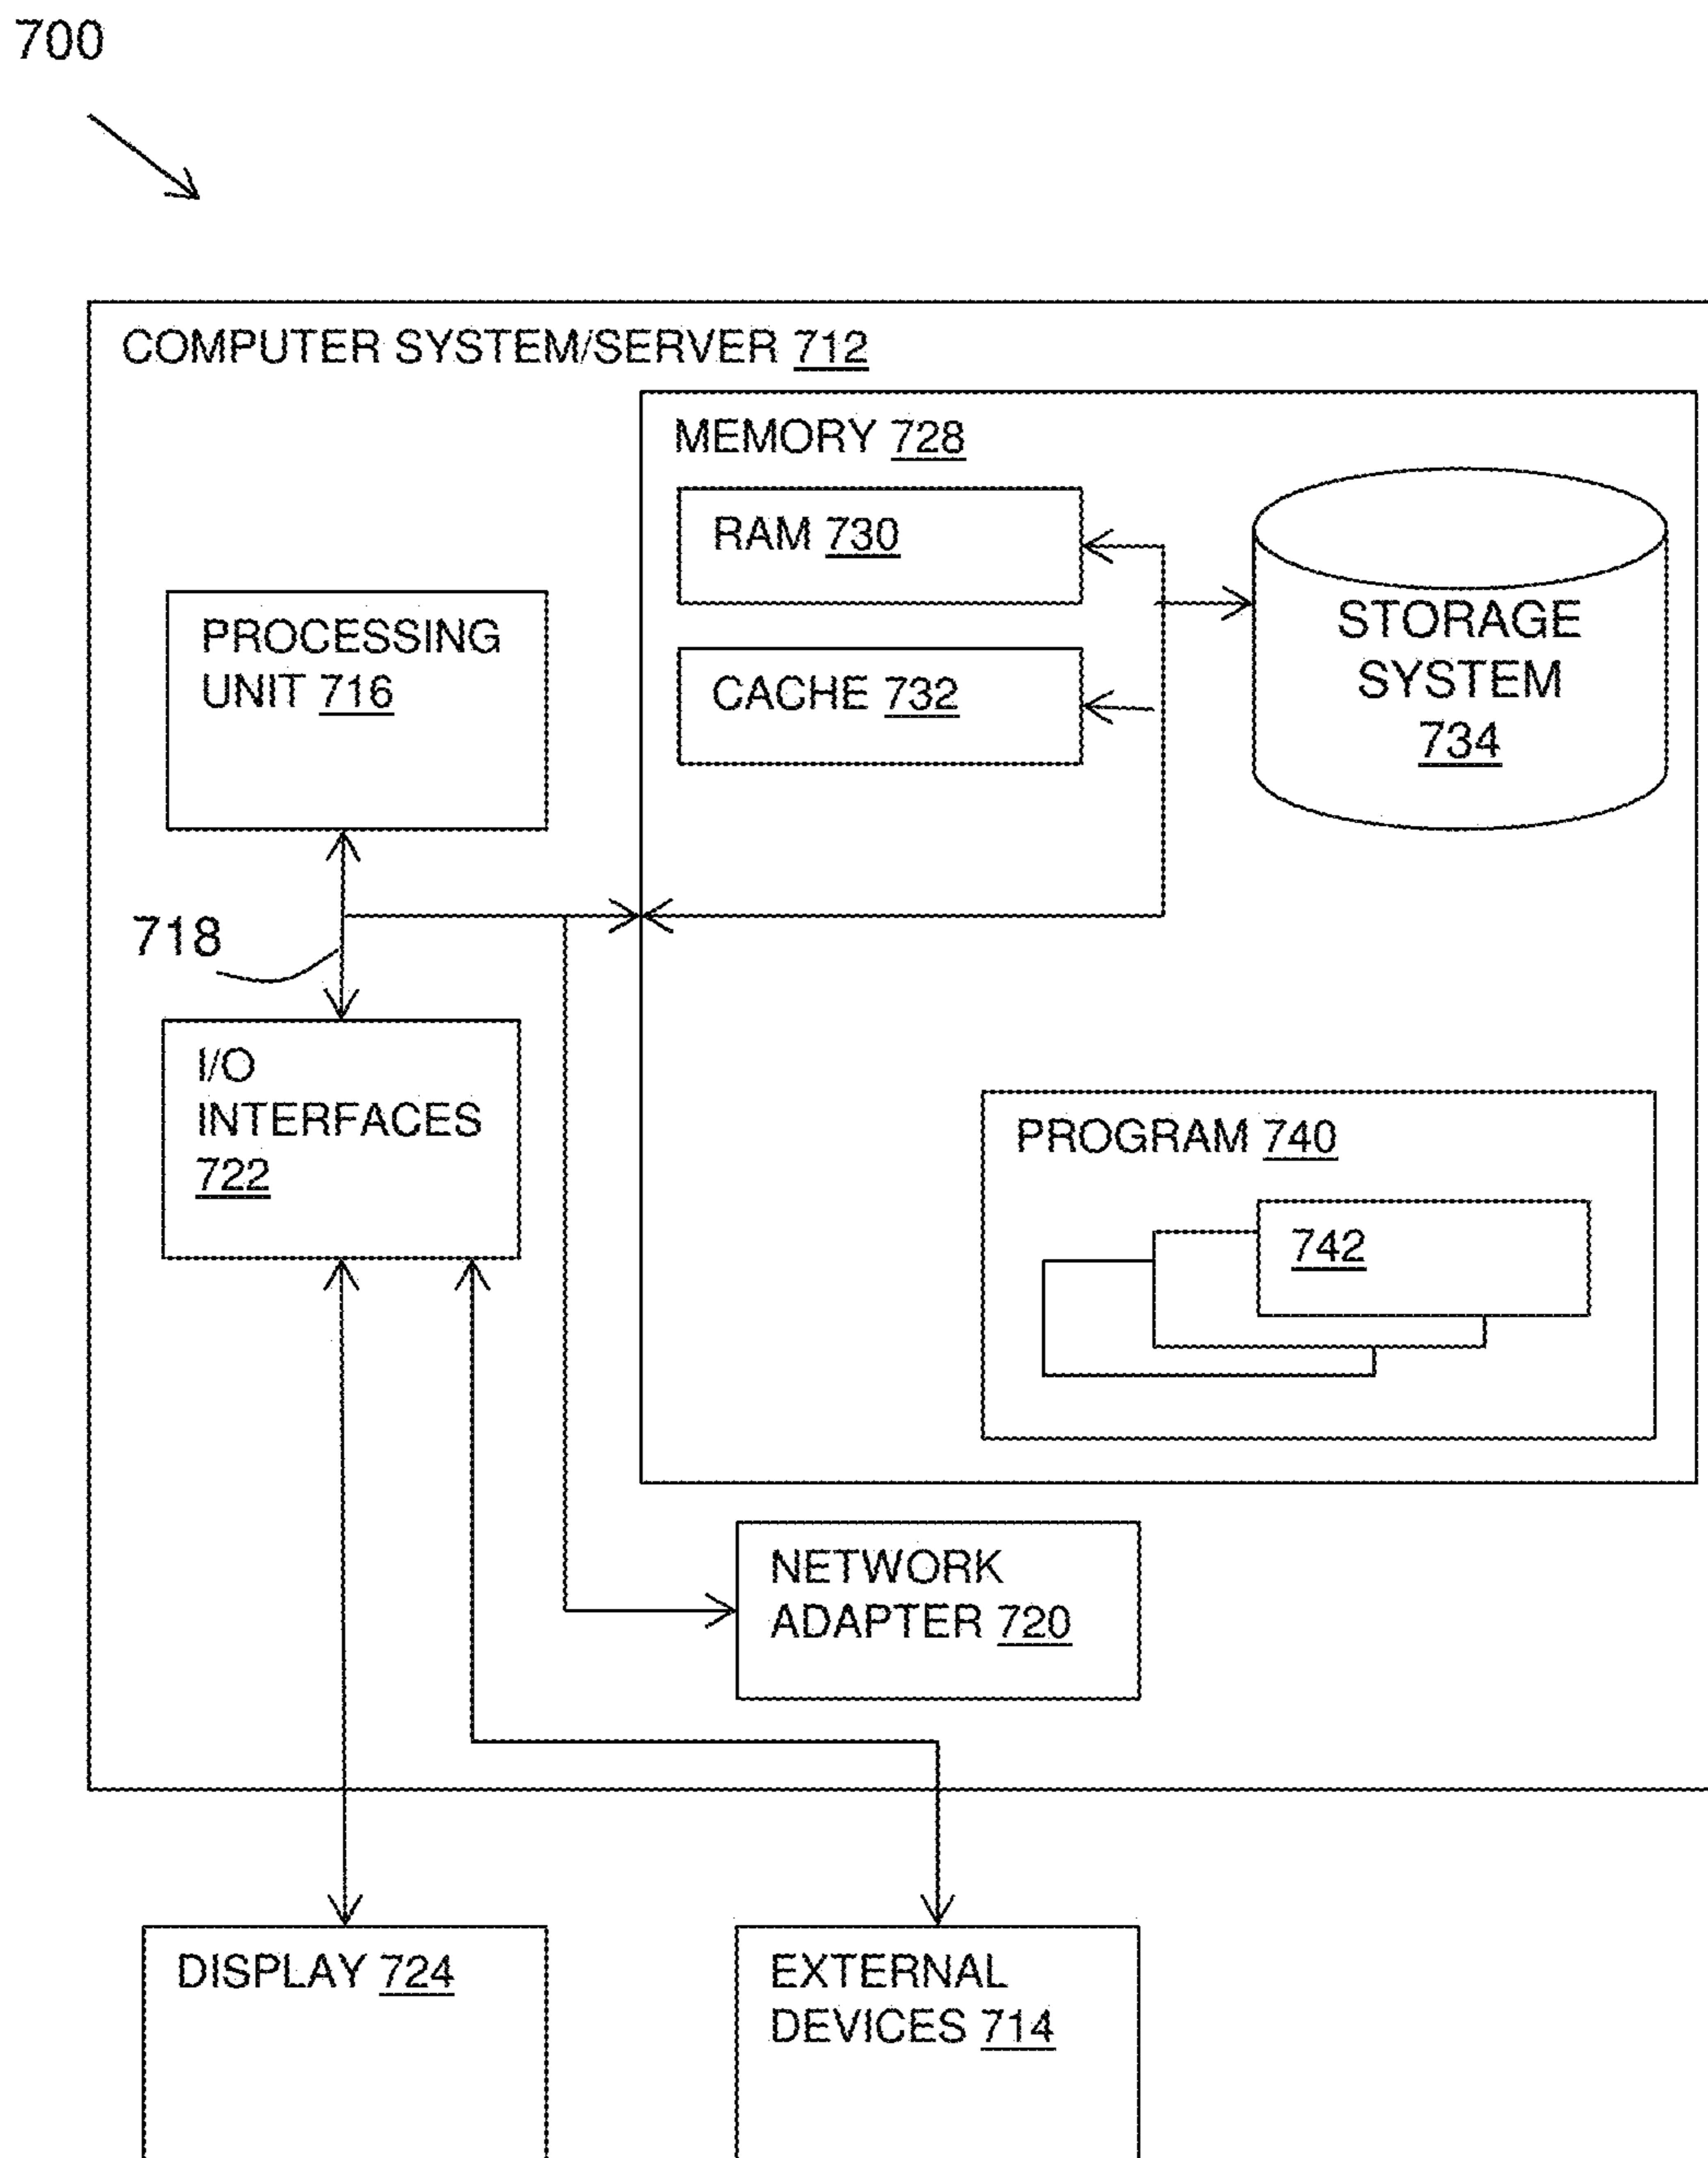 700
COMPUTER SYSTEM/SERVER 712
MEMORY 728
RAM 730
STORAGE
SYSTEM
734
PROCESSING
UNIT 716
CACHE 732
718
I/O
INTERFACES
722
PROGRAM 740
742
NETWORK
ADAPTER 720
DISPLAY 724
EXTERNAL
DEVICES 714